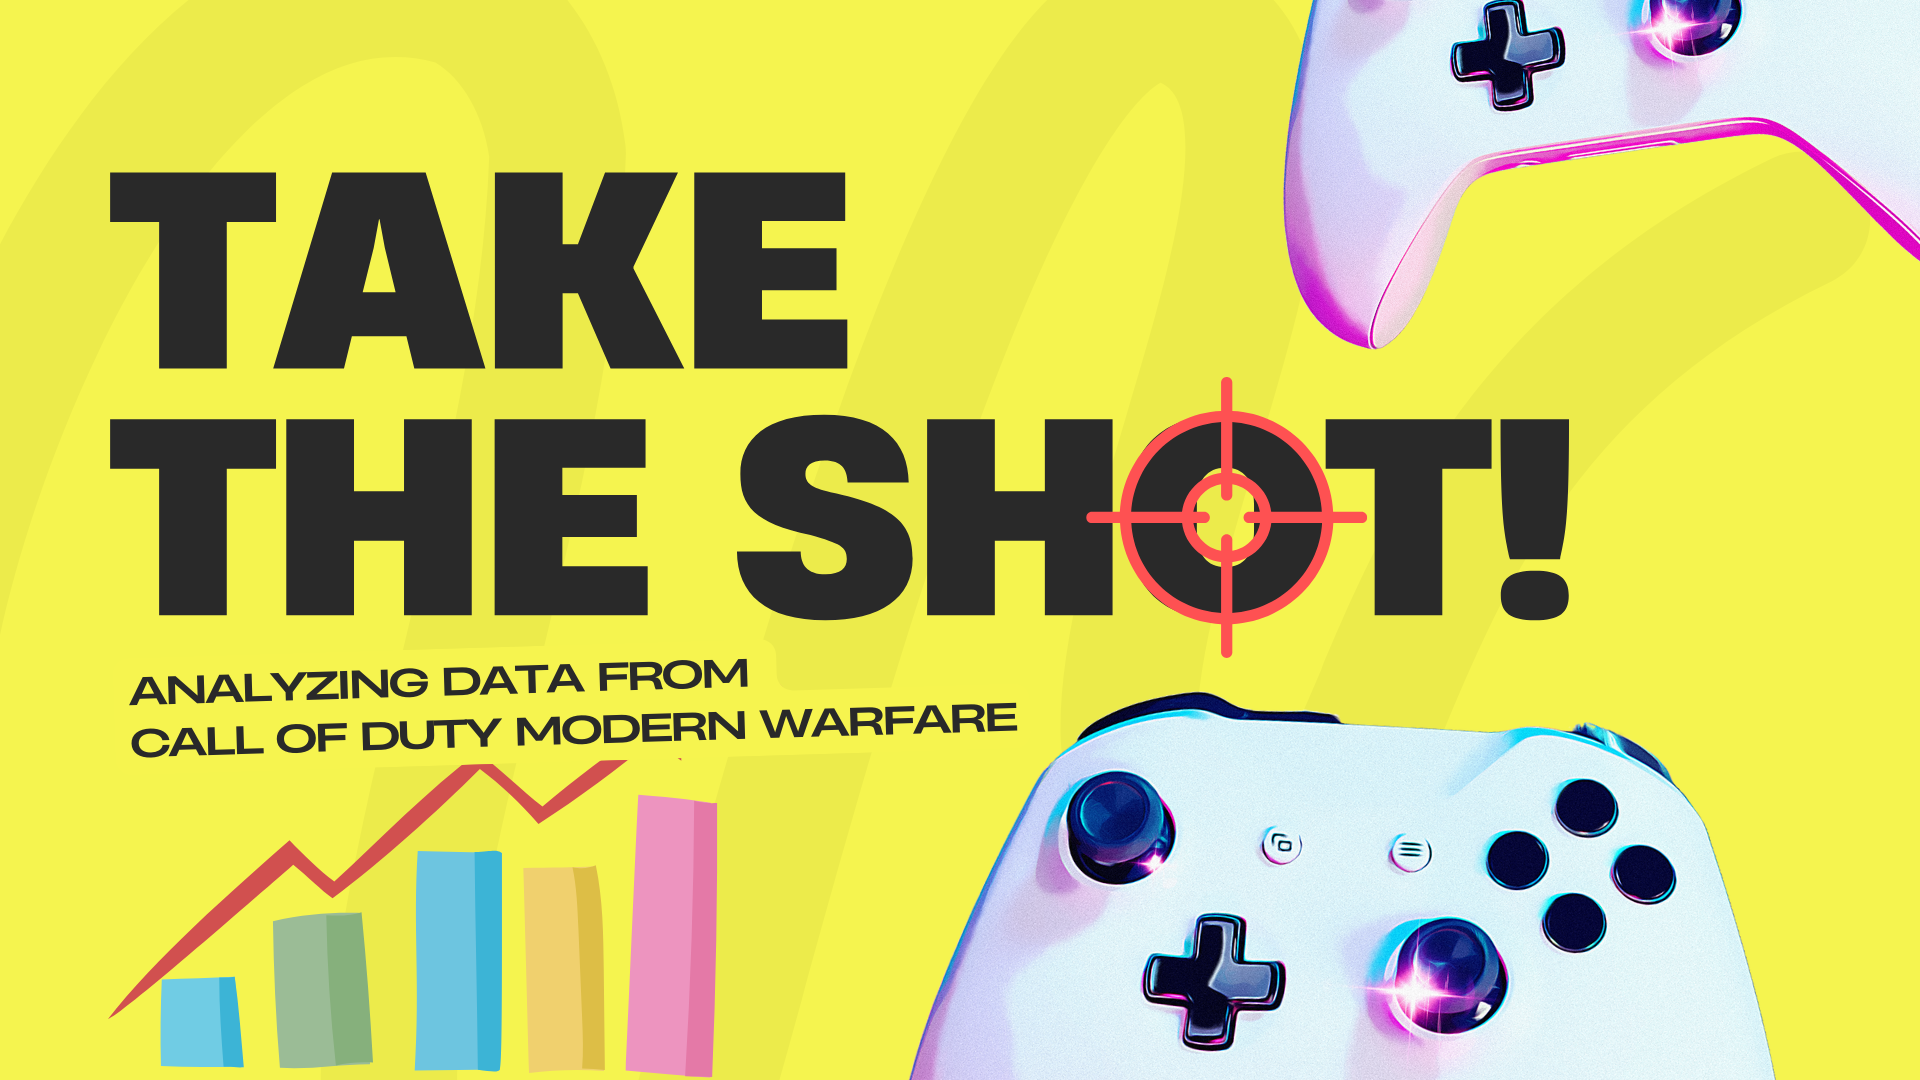 TAKE
THE SHOT!
ANALYZING DATA FROM
CALL OF DUTY MODERN WARFARE